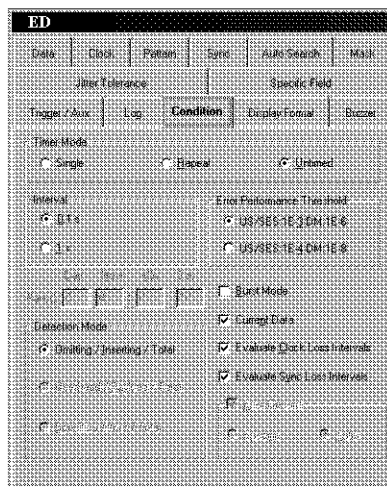 ED
Data Clock Pattern Sync Auto Search Mask
Jitter Tolerance Specific Field
Trigger / Aux Log Condition Display Format Buzzer
Timer Mode
Single Repeat Untimed
Interval
Error Performance Threshold
0.1 s
US/SES:1E-3 DM:1E-6
1 s
US/SES:1E-4 DM:1E-8
Burst Mode
Current Data
Detection Mode
Omitting / Inserting / Total
Evaluate Clock Loss Intervals
Evaluate Sync Loss Intervals